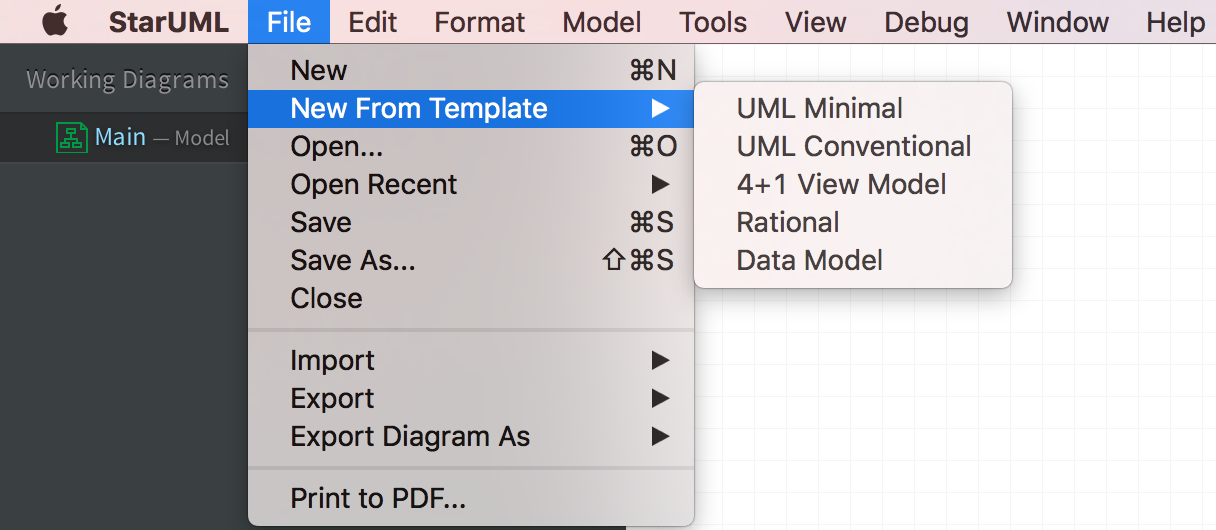 StarUML File Edit Format Model Tools View Debug Window Help
Working Diagrams
Main — Model
New ⌘N
New From Template ▶
Open... ⌘O
Open Recent ▶
Save ⌘S
Save As... ⇧⌘S
Close
Import ▶
Export ▶
Export Diagram As ▶
Print to PDF...
UML Minimal
UML Conventional
4+1 View Model
Rational
Data Model